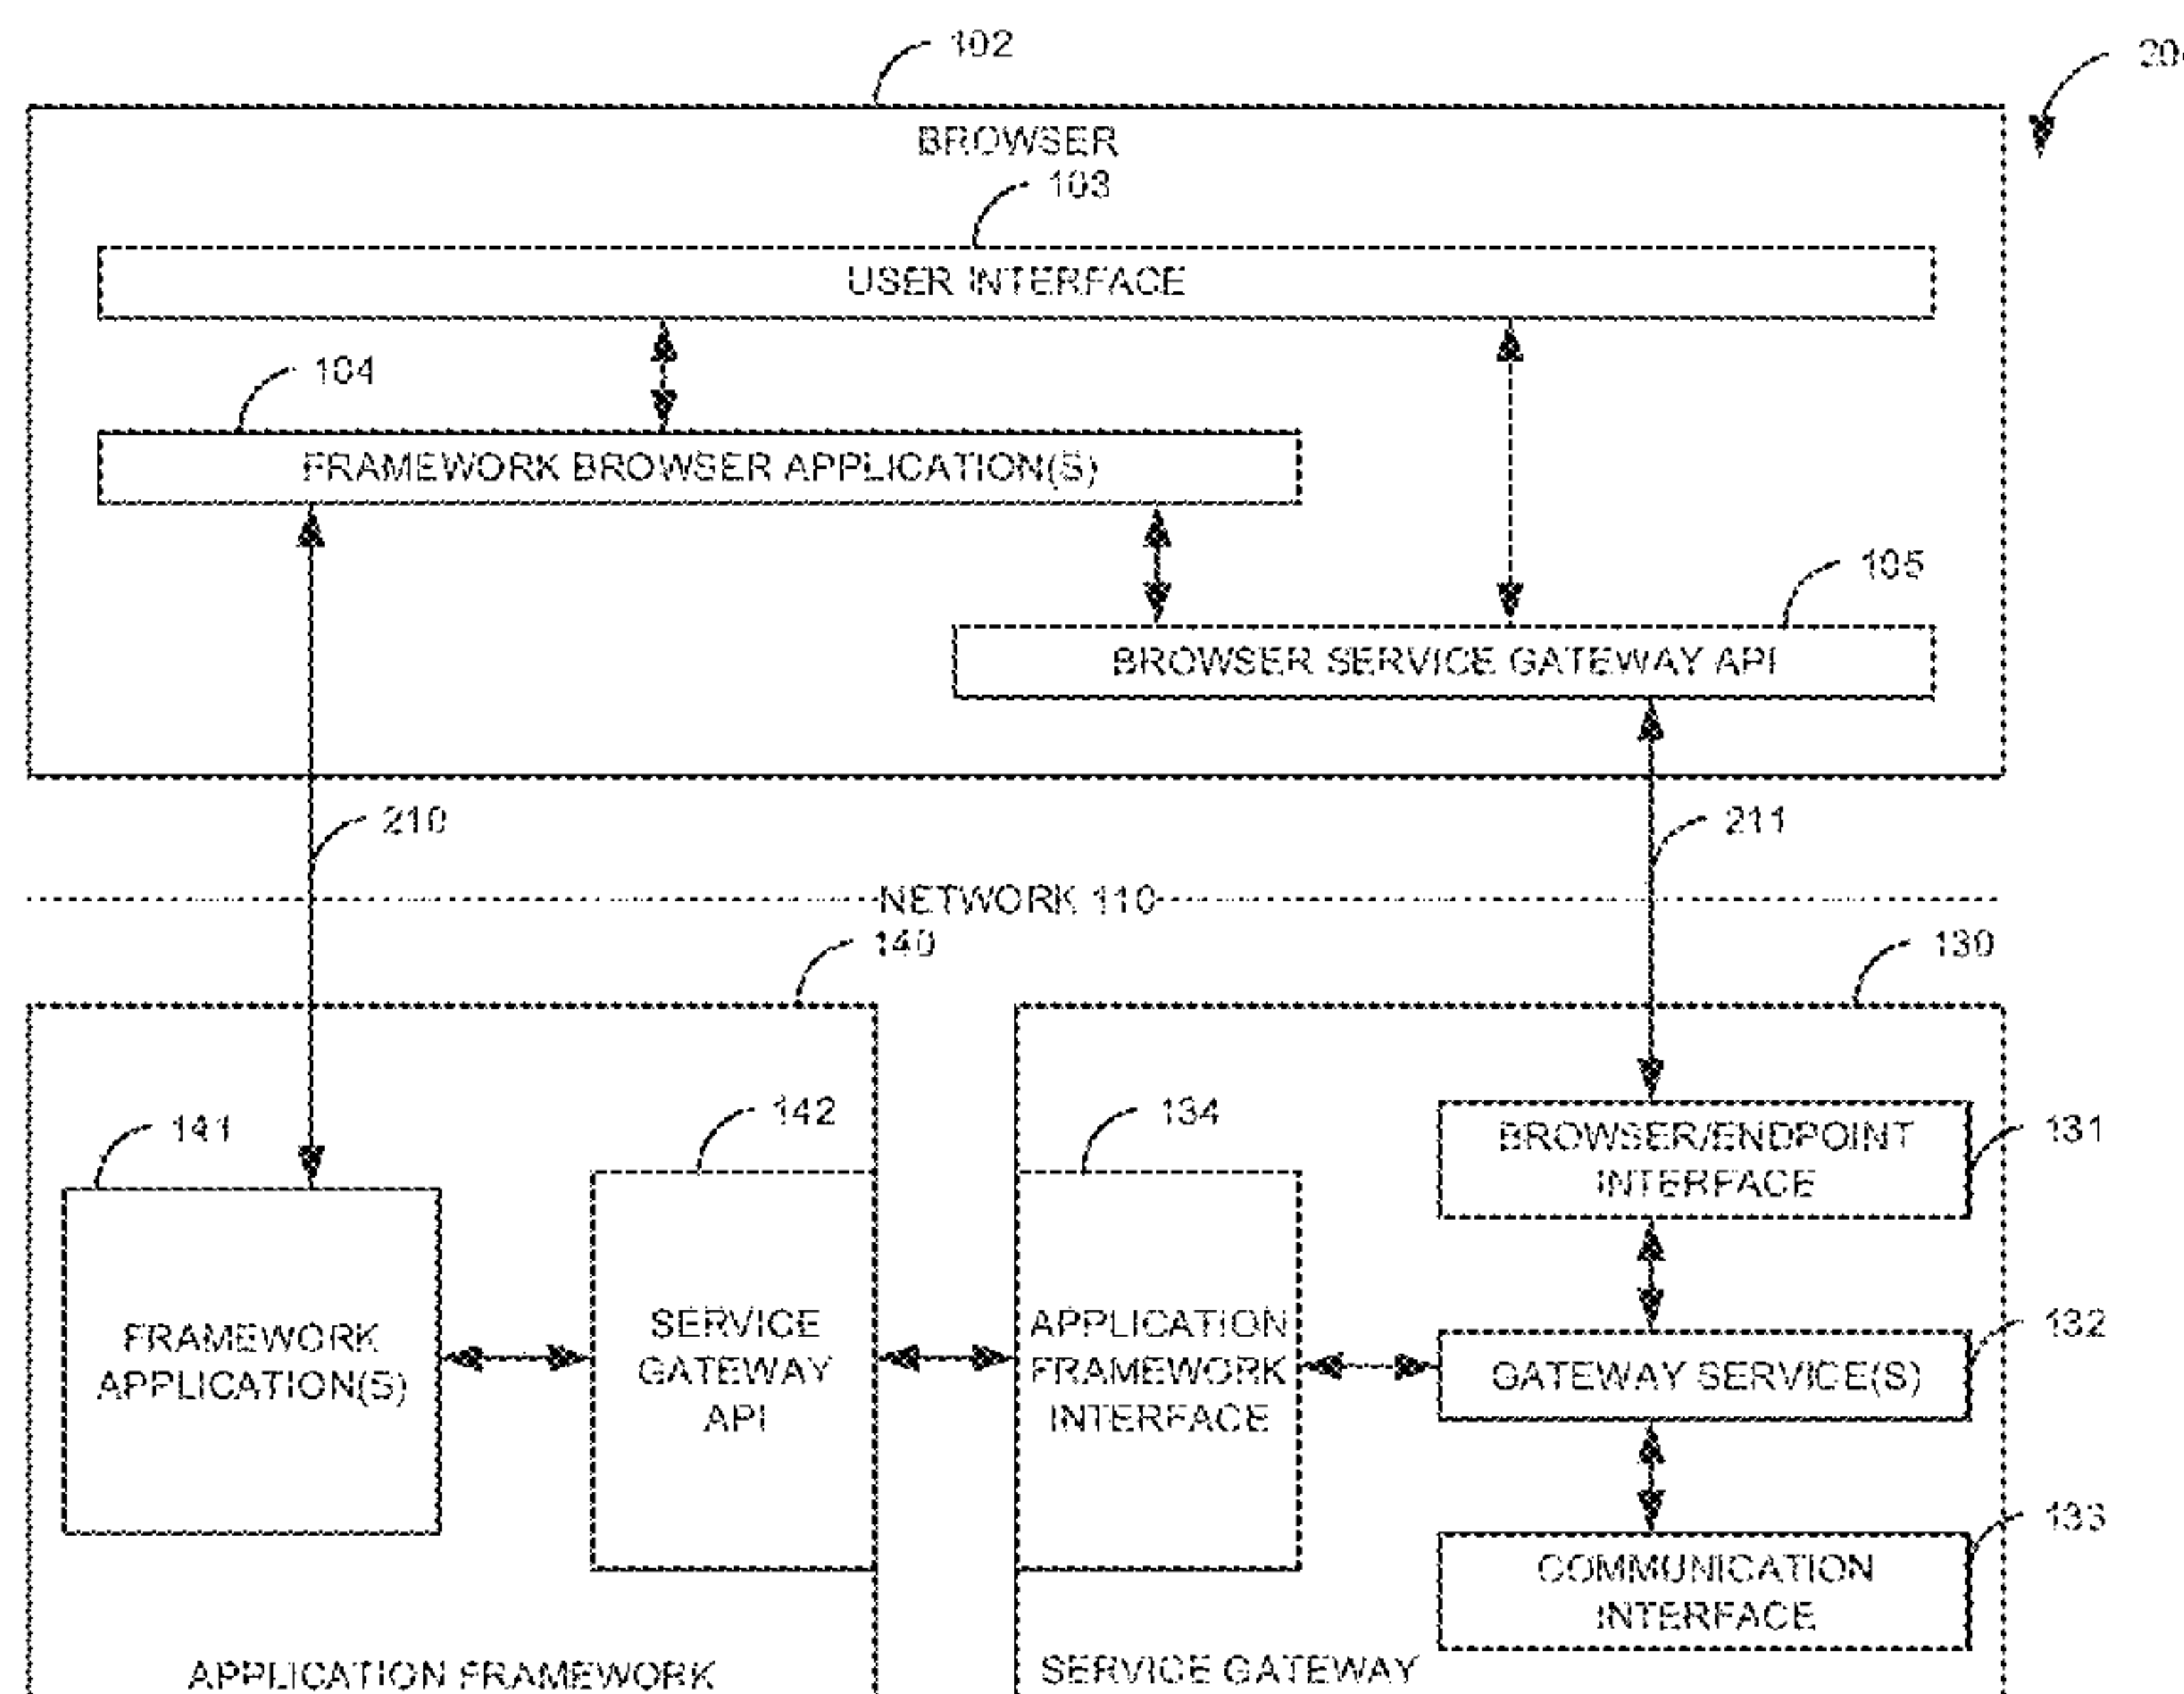 102
BROWSER
103
USER INTERFACE
104
FRAMEWORK BROWSER APPLICATION(S)
105
BROWSER SERVICE GATEWAY API
210
211
NETWORK 110
140
130
141
142
134
BROWSER/ENDPOINT
INTERFACE
131
FRAMEWORK
APPLICATION(S)
SERVICE
GATEWAY
API
APPLICATION
FRAMEWORK
INTERFACE
132
GATEWAY SERVICE(S)
133
COMMUNICATION
INTERFACE
APPLICATION FRAMEWORK
SERVICE GATEWAY